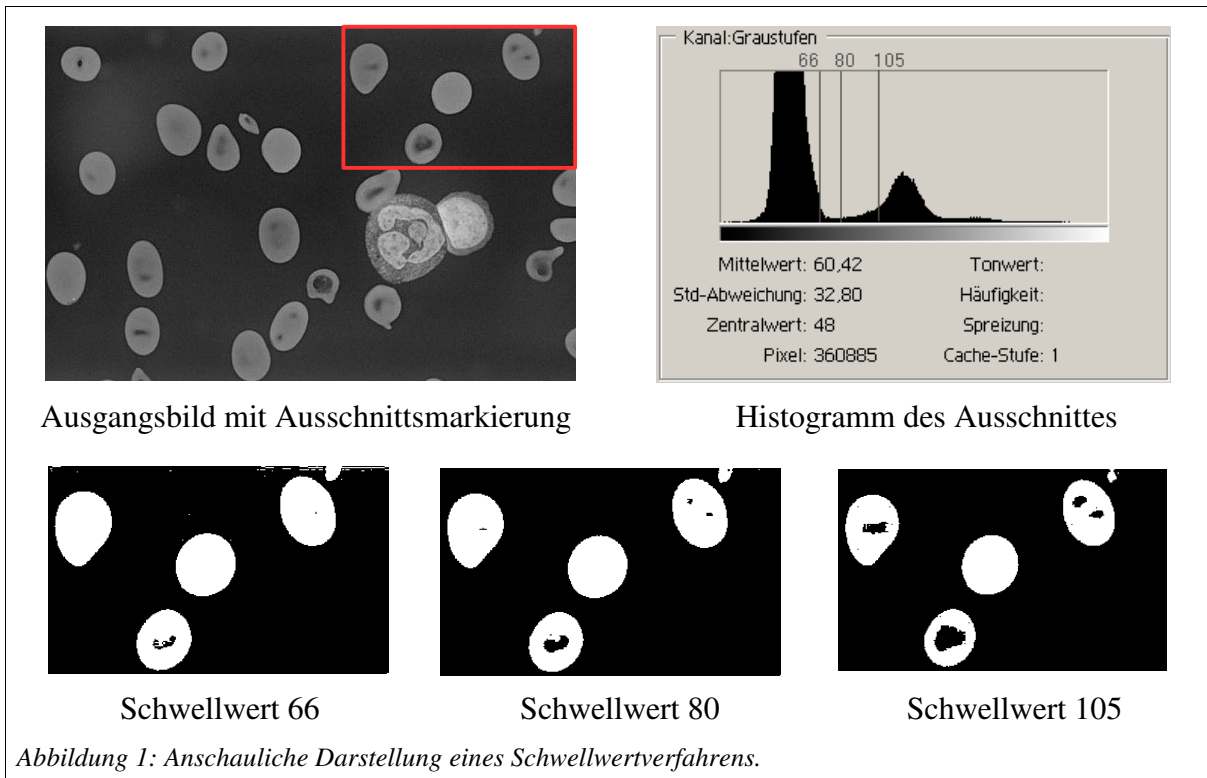 Kanal:Graustufen
66 80 105
Mittelwert: 60,42 Tonwert:
Std-Abweichung: 32,80 Häufigkeit:
Zentralwert: 48 Spreizung:
Pixel: 360885 Cache-Stufe: 1
Ausgangsbild mit Ausschnittsmarkierung Histogramm des Ausschnittes
Schwellwert 66 Schwellwert 80 Schwellwert 105
Abbildung 1: Anschauliche Darstellung eines Schwellwertverfahrens.